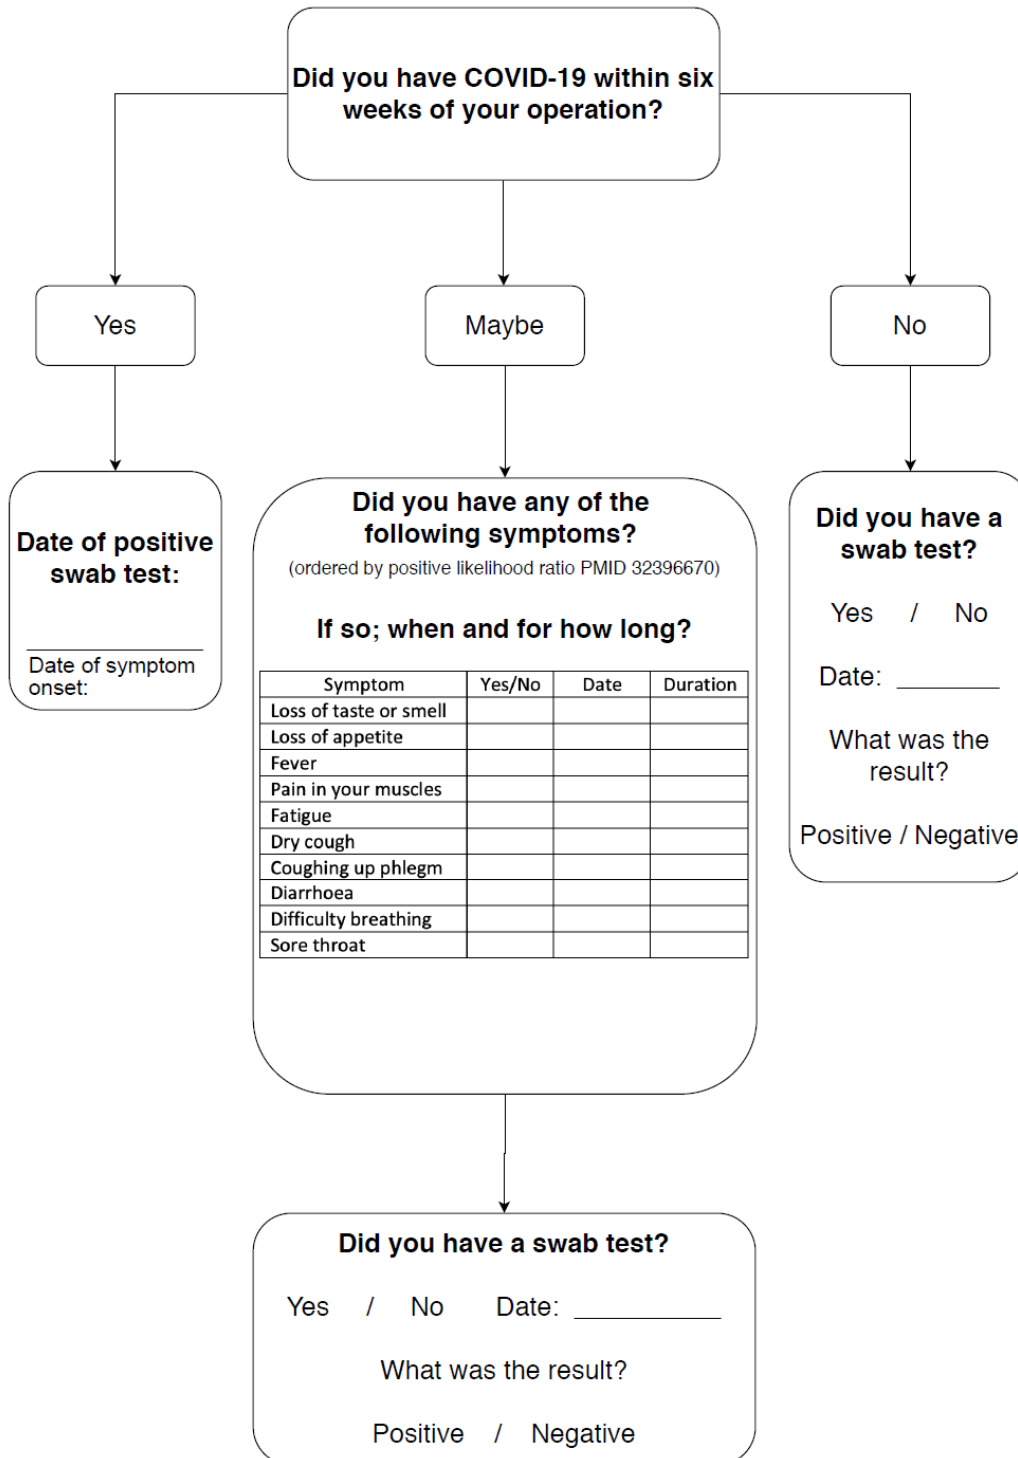 Did you have COVID-19 within six
weeks of your operation?
Yes
Maybe
No
Date of positive
swab test:
Date of symptom
onset:
Did you have any of the
following symptoms?
(ordered by positive likelihood ratio PMID 32396670)
If so; when and for how long?
Symptom Yes/No Date Duration
Loss of taste or smell
Loss of appetite
Fever
Pain in your muscles
Fatigue
Dry cough
Coughing up phlegm
Diarrhoea
Difficulty breathing
Sore throat
Did you have a
swab test?
Yes / No
Date: _______
What was the
result?
Positive / Negative
Did you have a swab test?
Yes / No Date: __________
What was the result?
Positive / Negative